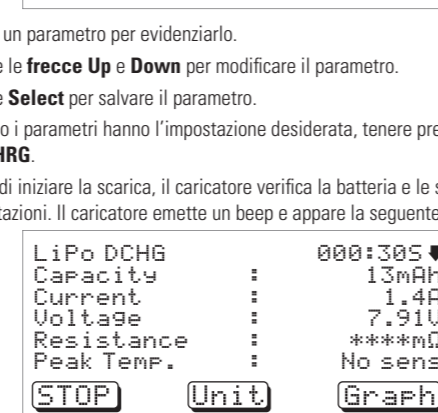 un parametro per evidenziarlo.
e le frecce Up e Down per modificare il parametro.
e Select per salvare il parametro.
o i parametri hanno l'impostazione desiderata, tenere pre
HRG.
di iniziare la scarica, il caricatore verifica la batteria e le s
tazioni. Il caricatore emette un beep e appare la seguente
LiPo DCHG 000:30S
Capacity : 13mAh
Current : 1.4A
Voltage : 7.91V
Resistance : ****mΩ
Peak Temp. : No sens
STOP Unit Graph